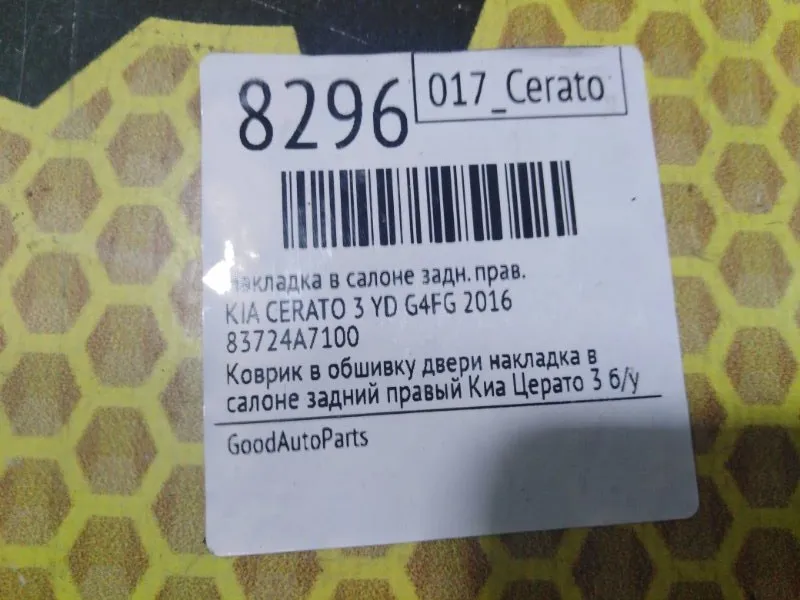 8296
017_Cerato
накладка в салоне задн. прав.
KIA CERATO 3 YD G4FG 2016
83724A7100
Коврик в обшивку двери накладка в
салоне задний правый Киа Церато 3 б/у
GoodAutoParts